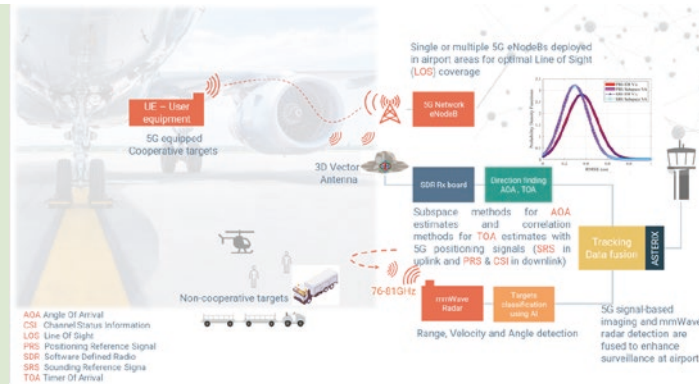 Single or multiple 5G eNodeBs deployed
in airport areas for optimal Line of Sight
(LOS) coverage
UE – User
equipment
5G equipped
Cooperative targets
5G Network
eNodeB
3D Vector
Antenna
SDR Rx board
Direction finding
AOA, TOA
Subspace methods for AOA
estimates and correlation
methods for TOA estimates with
5G positioning signals (SRS in
uplink and PRS & CSI in downlink)
Tracking
Data fusion
ASTERIX
Non-cooperative targets
76-81GHz
mmWave
Radar
Targets
classification
using AI
Range, Velocity and Angle detection
5G signal-based
imaging and mmWave
radar detection are
fused to enhance
surveillance at airport
AOA Angle Of Arrival
CSI Channel Status Information
LOS Line Of Sight
PRS Positioning Reference Signal
SDR Software Defined Radio
SRS Sounding Reference Signa
TOA Timer Of Arrival